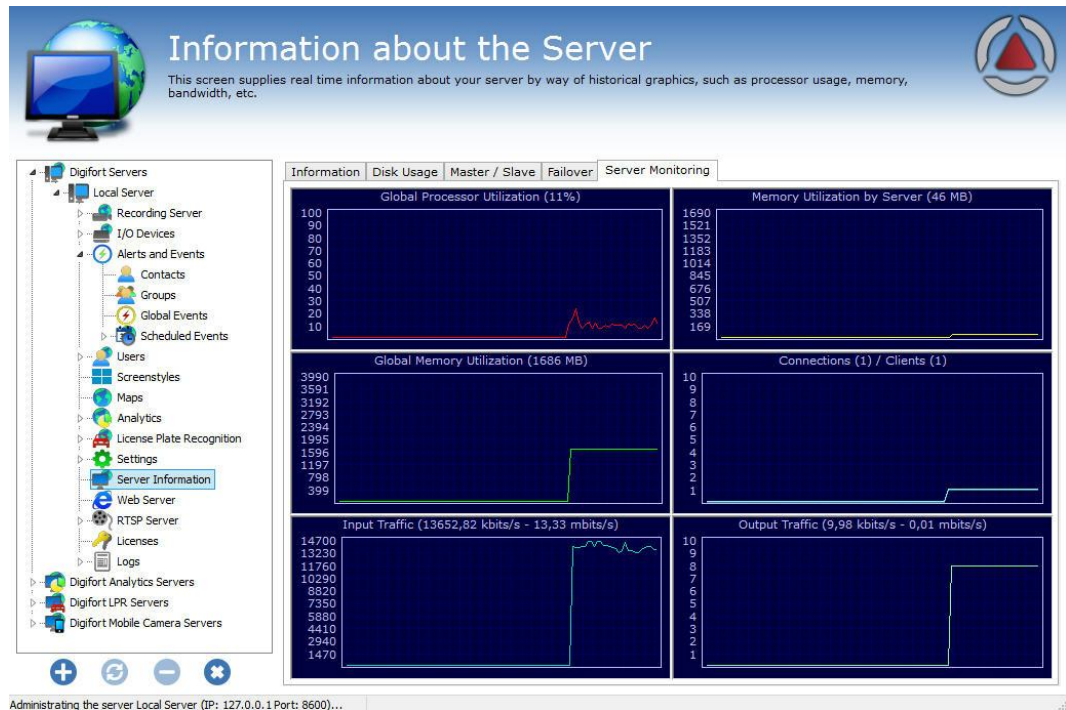 Information about the Server
This screen supplies real time information about your server by way of historical graphics, such as processor usage, memory,
bandwidth, etc.
Digifort Servers
Local Server
Recording Server
I/O Devices
Alerts and Events
Contacts
Groups
Global Events
Scheduled Events
Users
Screenstyles
Maps
Analytics
License Plate Recognition
Settings
Server Information
Web Server
RTSP Server
Licenses
Logs
Digifort Analytics Servers
Digifort LPR Servers
Digifort Mobile Camera Servers
Information Disk Usage Master / Slave Failover Server Monitoring
Global Processor Utilization (11%)
100
90
80
70
60
50
40
30
20
10
Memory Utilization by Server (46 MB)
1690
1521
1352
1183
1014
845
676
507
338
169
Global Memory Utilization (1686 MB)
3990
3591
3192
2793
2394
1995
1596
1197
798
399
Connections (1) / Clients (1)
10
9
8
7
6
5
4
3
2
1
Input Traffic (13652,82 kbits/s - 13,33 mbits/s)
14700
13230
11760
10290
8820
7350
5880
4410
2940
1470
Output Traffic (9,98 kbits/s - 0,01 mbits/s)
10
9
8
7
6
5
4
3
2
1
Administrating the server Local Server (IP: 127.0.0.1 Port: 8600)...